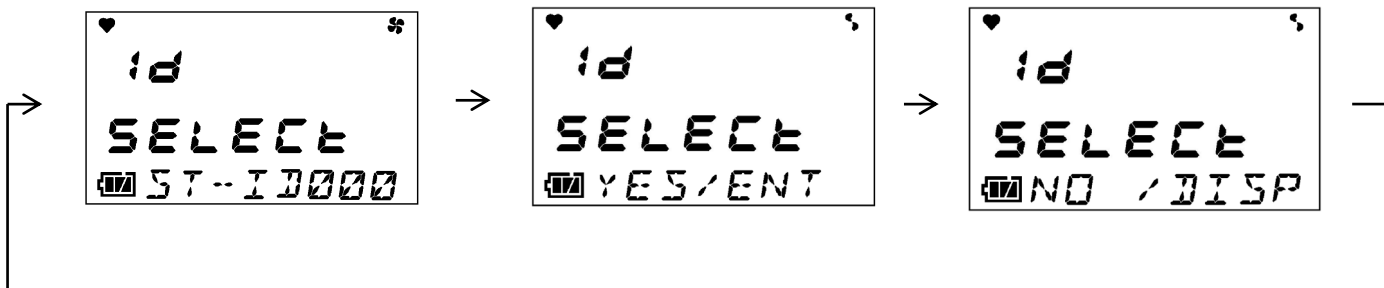 id
SELECt
ST--ID000
id
SELECt
YES/ENT
id
SELECt
NO /DISP